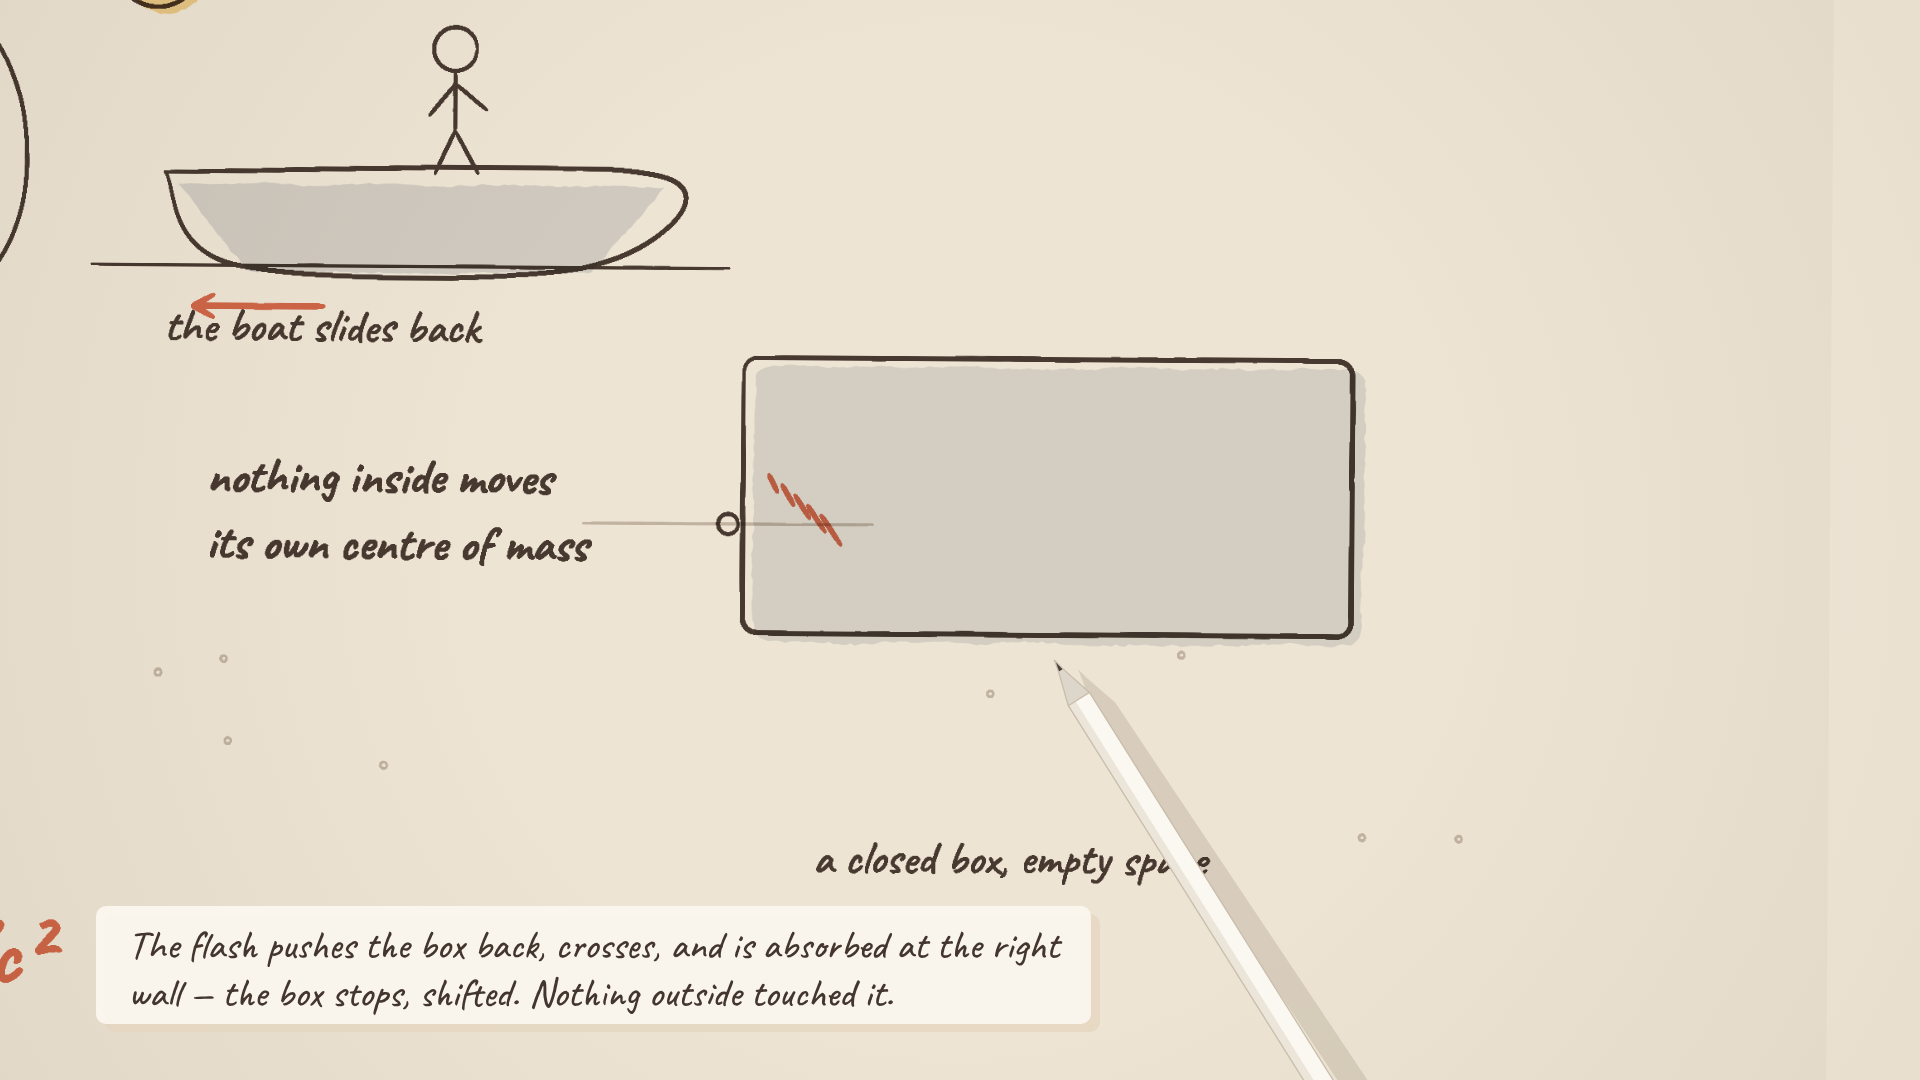 the boat slides back
nothing inside moves
its own centre of mass
a closed box, empty
c²
The flash pushes the box back, crosses, and is absorbed at the right
wall — the box stops, shifted. Nothing outside touched it.